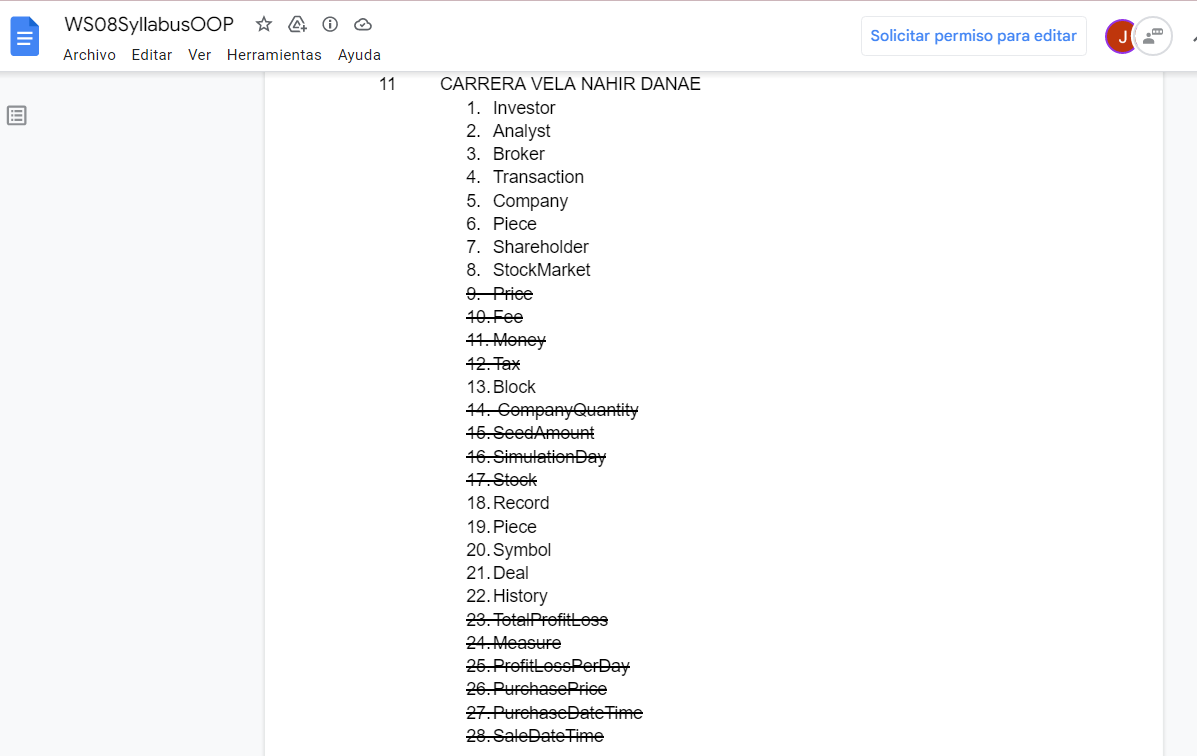 WS08SyllabusOOP
Archivo Editar Ver Herramientas Ayuda
Solicitar permiso para editar
J
11 CARRERA VELA NAHIR DANAE
1. Investor
2. Analyst
3. Broker
4. Transaction
5. Company
6. Piece
7. Shareholder
8. StockMarket
9. Price
10. Fee
11. Money
12. Tax
13. Block
14. CompanyQuantity
15. SeedAmount
16. SimulationDay
17. Stock
18. Record
19. Piece
20. Symbol
21. Deal
22. History
23. TotalProfitLoss
24. Measure
25. ProfitLossPerDay
26. PurchasePrice
27. PurchaseDateTime
28. SaleDateTime